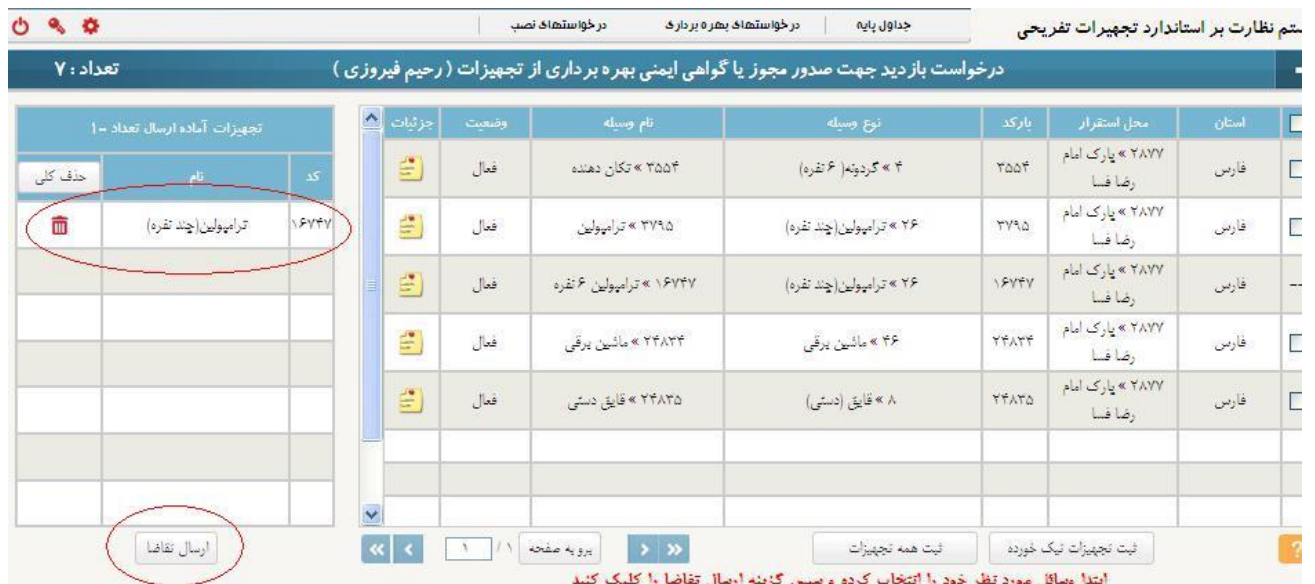 ستم نظارت بر استاندارد تجهیزات تفریحی
جداول پایه
درخواستهای بهره برداری
درخواستهای نصب
درخواست بازدید جهت صدور مجوز یا گواهی ایمنی بهره برداری از تجهیزات ( رحیم فیروزی )
تعداد : ۷
استان محل استقرار بارکد نوع وسیله نام وسیله وضعیت جزئیات
فارس ۲۸۷۷ » پارک امام رضا فسا ۳۵۵۴ ۴ » گردونه( ۶ نفره) ۳۵۵۴ » تکان دهنده فعال
فارس ۲۸۷۷ » پارک امام رضا فسا ۳۷۹۵ ۲۶ » ترامپولین(چند نفره) ۳۷۹۵ » ترامپولین فعال
-- فارس ۲۸۷۷ » پارک امام رضا فسا ۱۶۷۴۷ ۲۶ » ترامپولین(چند نفره) ۱۶۷۴۷ » ترامپولین ۶ نفره فعال
فارس ۲۸۷۷ » پارک امام رضا فسا ۲۴۸۳۴ ۴۶ » ماشین برقی ۲۴۸۳۴ » ماشین برقی فعال
فارس ۲۸۷۷ » پارک امام رضا فسا ۲۴۸۳۵ ۸ » قایق (دستی) ۲۴۸۳۵ » قایق دستی فعال
تجهیزات آماده ارسال تعداد =۱
کد نام حذف کلی
۱۶۷۴۷ ترامپولین(چند نفره)
ثبت تجهیزات تیک خورده
ثبت همه تجهیزات
برو به صفحه ۱ / ۱
ارسال تقاضا
ابتدا وسائل مورد نظر خود را انتخاب کرده و سپس گزینه ارسال تقاضا را کلیک کنید